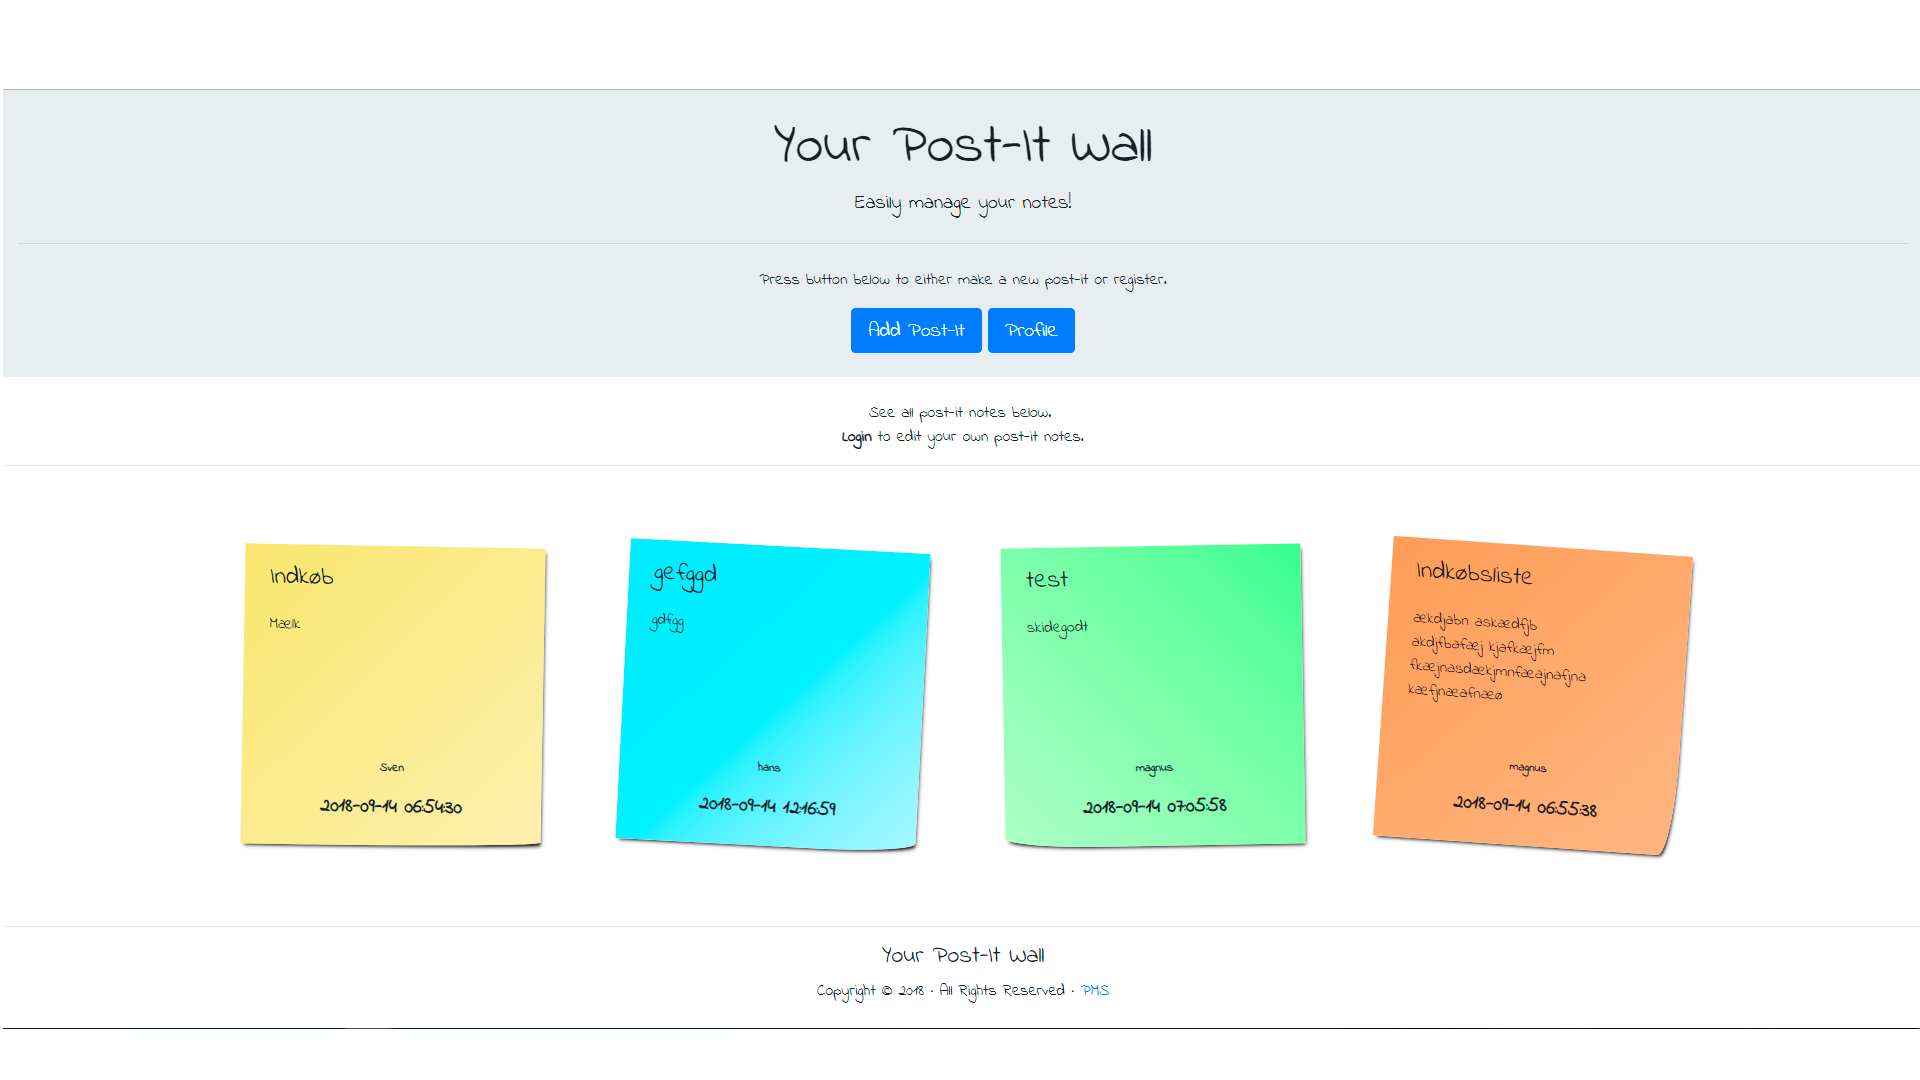 Your Post-It Wall
Easily manage your notes!
Press button below to either make a new post-it or register.
Add Post-It
Profile
See all post-it notes below.
Login to edit your own post-it notes.
Indkøb
Mælk
Sven
2018-09-14 06:54:30
gefggd
gdfgg
hans
2018-09-14 12:16:59
test
skidegodt
magnus
2018-09-14 07:05:58
Indkøbsliste
ækdjabn askædfjb
akdjfbafæj kjafkæjfm
fkæjnasdækjmnfæajnafjna
kæfjnæafnæø
magnus
2018-09-14 06:55:38
Your Post-It Wall
Copyright © 2018 · All Rights Reserved · PMS